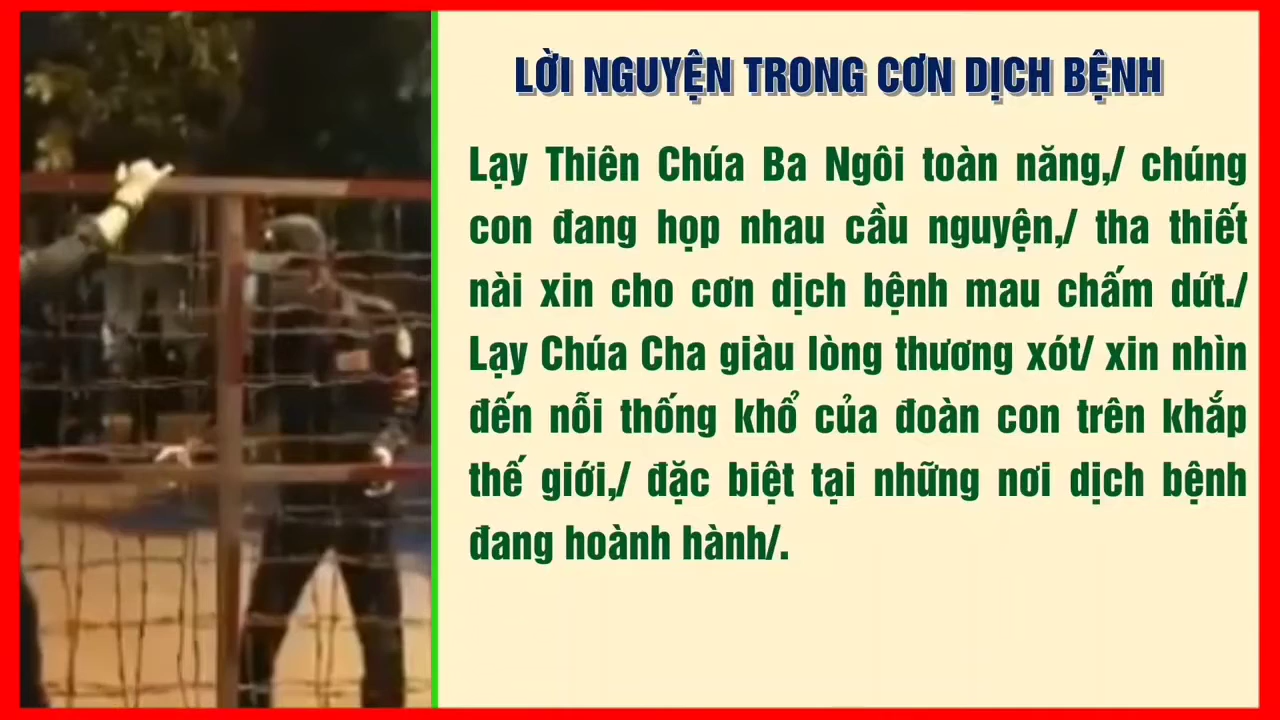 LỜI NGUYỆN TRONG CƠN DỊCH BỆNH
Lạy Thiên Chúa Ba Ngôi toàn năng,/ chúng
con đang họp nhau cầu nguyện,/ tha thiết
nài xin cho cơn dịch bệnh mau chấm dứt./
Lạy Chúa Cha giàu lòng thương xót/ xin nhìn
đến nỗi thống khổ của đoàn con trên khắp
thế giới,/ đặc biệt tại những nơi dịch bệnh
đang hoành hành/.